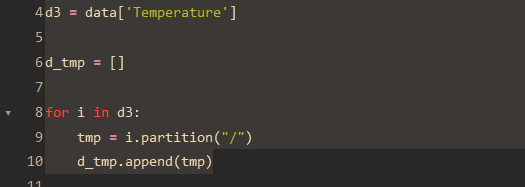 4 d3 = data['Temperature']
5
6 d_tmp = []
7
8 for i in d3:
9 tmp = i.partition("/")
10 d_tmp.append(tmp)
11